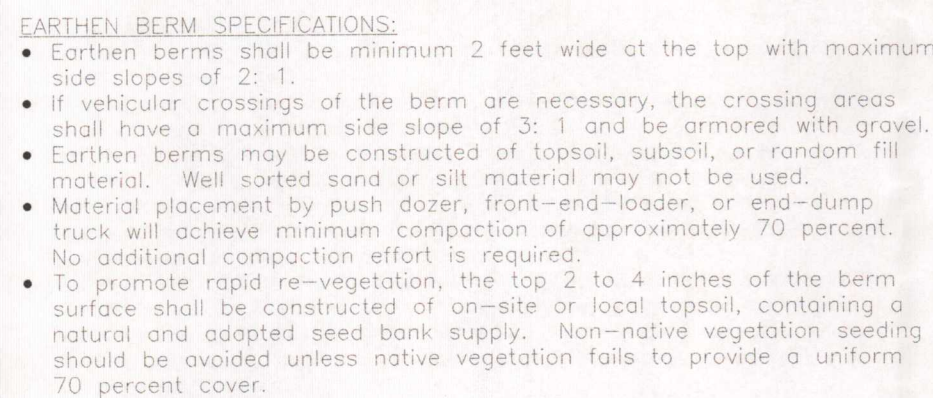 EARTHEN BERM SPECIFICATIONS:
• Earthen berms shall be minimum 2 feet wide at the top with maximum
side slopes of 2: 1.
• If vehicular crossings of the berm are necessary, the crossing areas
shall have a maximum side slope of 3: 1 and be armored with gravel.
• Earthen berms may be constructed of topsoil, subsoil, or random fill
material. Well sorted sand or silt material may not be used.
• Material placement by push dozer, front-end-loader, or end-dump
truck will achieve minimum compaction of approximately 70 percent.
No additional compaction effort is required.
• To promote rapid re-vegetation, the top 2 to 4 inches of the berm
surface shall be constructed of on-site or local topsoil, containing a
natural and adapted seed bank supply. Non-native vegetation seeding
should be avoided unless native vegetation fails to provide a uniform
70 percent cover.